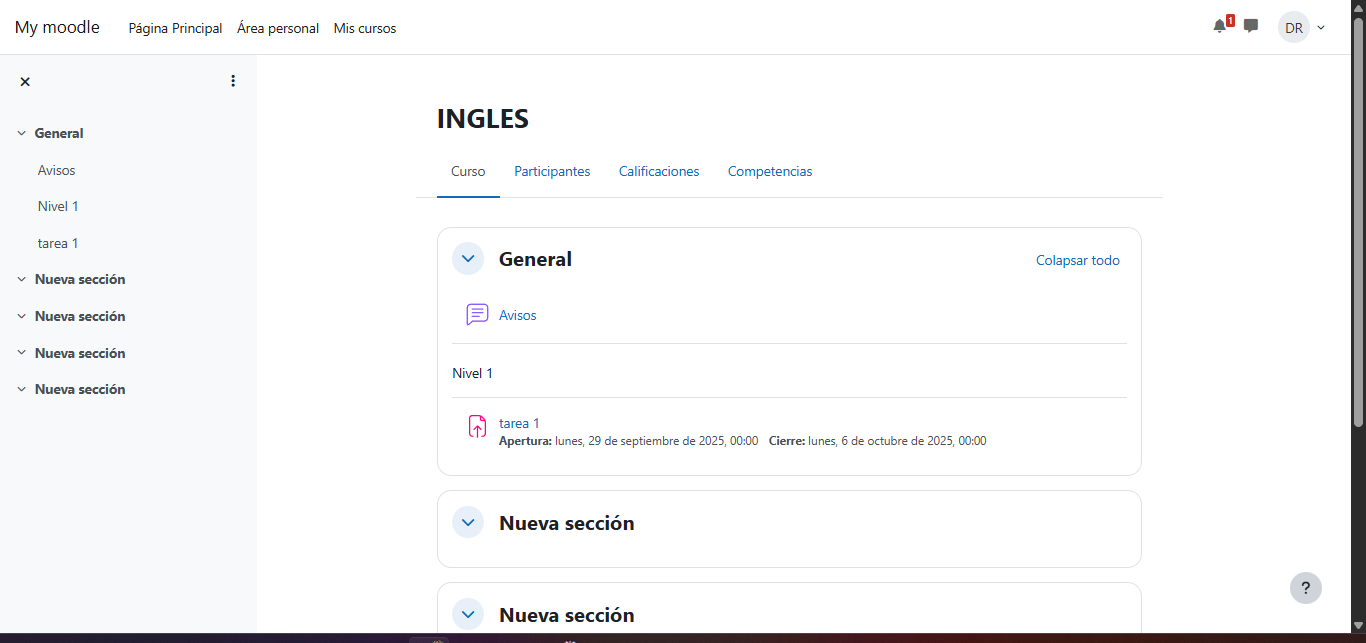 My moodle Página Principal Área personal Mis cursos 1 DR
General
Avisos
Nivel 1
tarea 1
Nueva sección
Nueva sección
Nueva sección
Nueva sección
INGLES
Curso Participantes Calificaciones Competencias
General Colapsar todo
Avisos
Nivel 1
tarea 1
Apertura: lunes, 29 de septiembre de 2025, 00:00 Cierre: lunes, 6 de octubre de 2025, 00:00
Nueva sección
Nueva sección
?